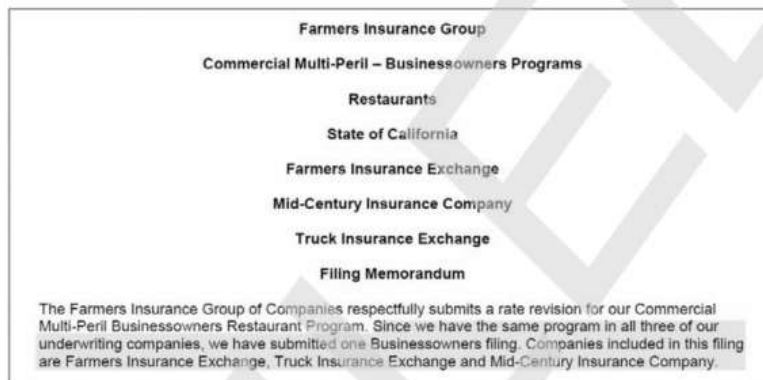 Farmers Insurance Group
Commercial Multi-Peril – Businessowners Programs
Restaurants
State of California
Farmers Insurance Exchange
Mid-Century Insurance Company
Truck Insurance Exchange
Filing Memorandum
The Farmers Insurance Group of Companies respectfully submits a rate revision for our Commercial
Multi-Peril Businessowners Restaurant Program. Since we have the same program in all three of our
underwriting companies, we have submitted one Businessowners filing. Companies included in this filing
are Farmers Insurance Exchange, Truck Insurance Exchange and Mid-Century Insurance Company.